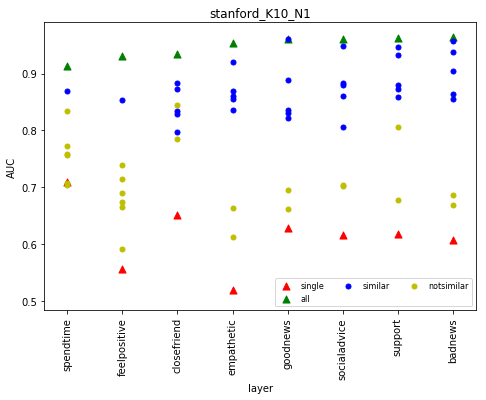 stanford_K10_N1
AUC
0.9
0.8
0.7
0.6
0.5
single
similar
notsimilar
all
spendtime
feelpositive
closefriend
empathetic
goodnews
socialadvice
support
badnews
layer